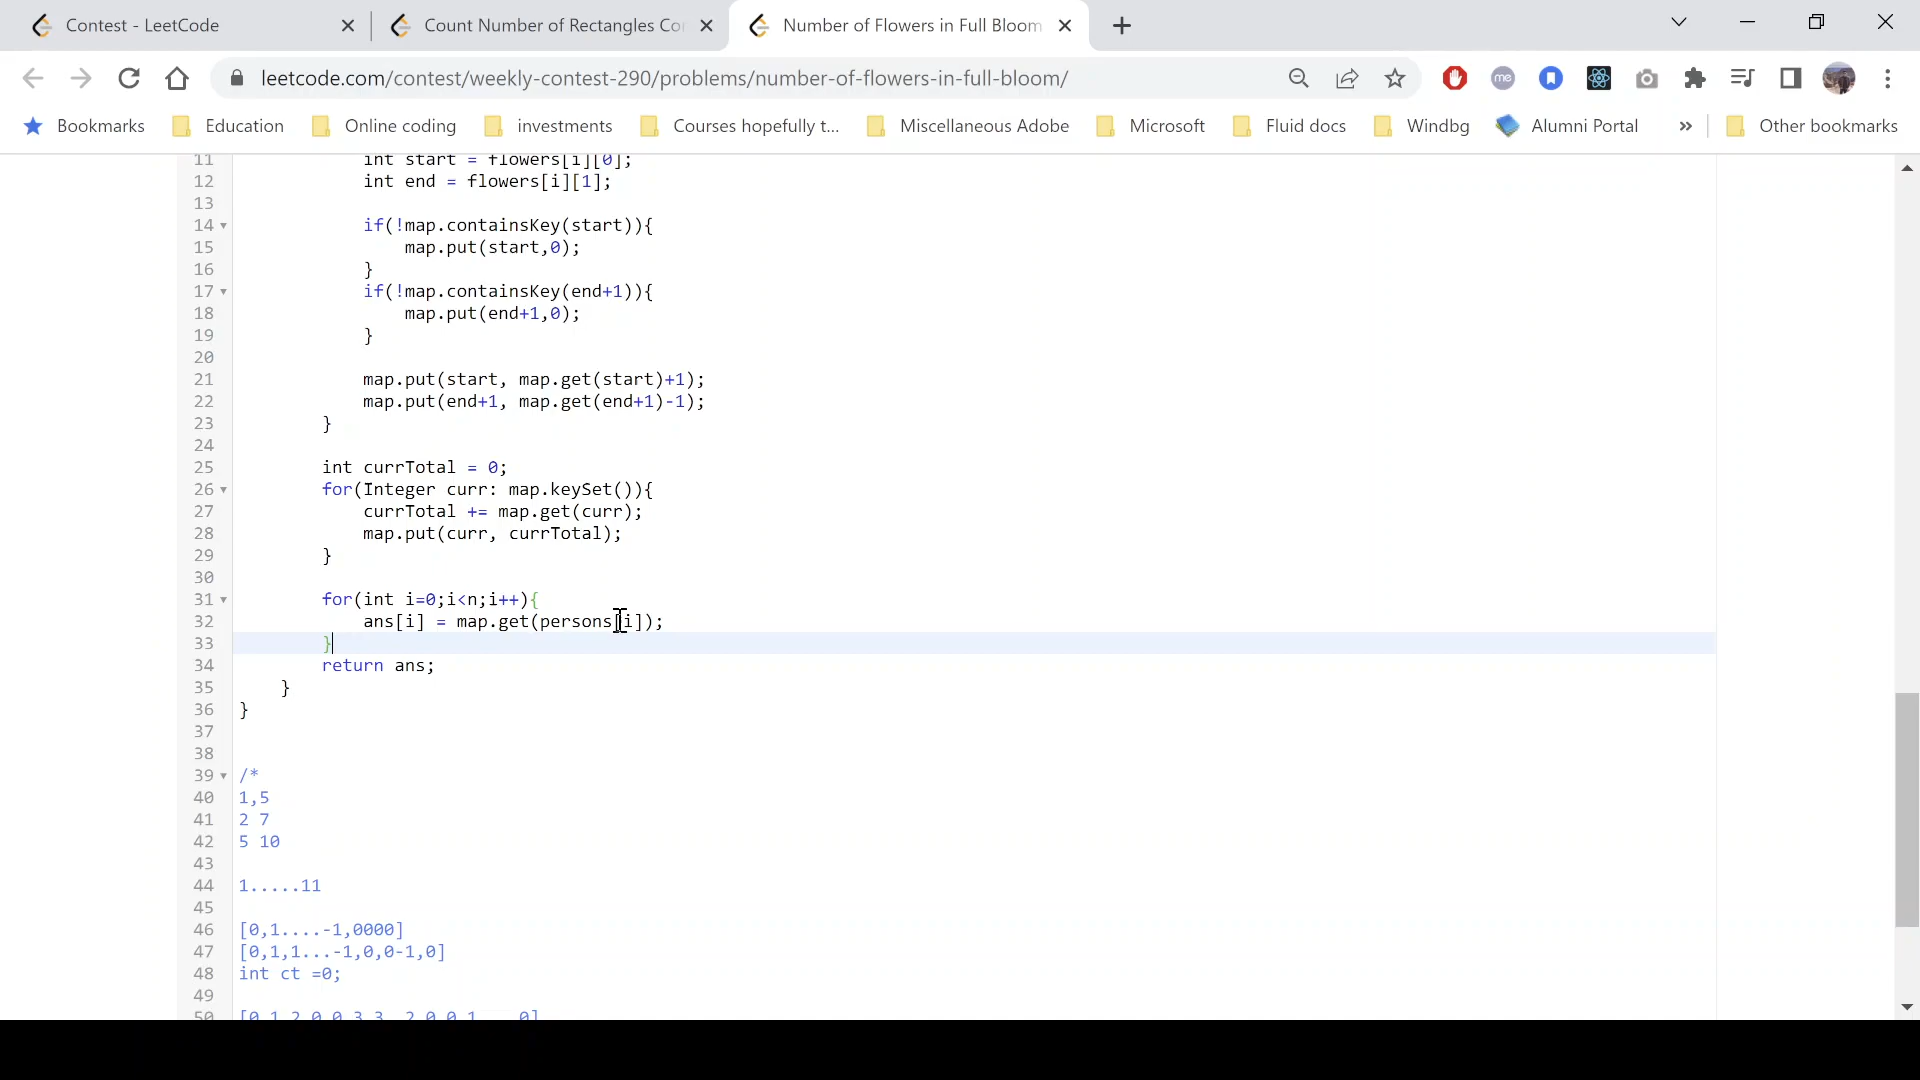 Contest - LeetCode
Count Number of Rectangles Co
Number of Flowers in Full Bloom
leetcode.com/contest/weekly-contest-290/problems/number-of-flowers-in-full-bloom/
me
Bookmarks Education Online coding investments Courses hopefully t... Miscellaneous Adobe Microsoft Fluid docs Windbg Alumni Portal » Other bookmarks
11 int start = flowers[i][0];
12 int end = flowers[i][1];
13
14 if(!map.containsKey(start)){
15 map.put(start,0);
16 }
17 if(!map.containsKey(end+1)){
18 map.put(end+1,0);
19 }
20
21 map.put(start, map.get(start)+1);
22 map.put(end+1, map.get(end+1)-1);
23 }
24
25 int currTotal = 0;
26 for(Integer curr: map.keySet()){
27 currTotal += map.get(curr);
28 map.put(curr, currTotal);
29 }
30
31 for(int i=0;i<n;i++){
32 ans[i] = map.get(persons[i]);
33 }
34 return ans;
35 }
36 }
37
38
39 /*
40 1,5
41 2 7
42 5 10
43
44 1.....11
45
46 [0,1....-1,0000]
47 [0,1,1...-1,0,0-1,0]
48 int ct =0;
49
50